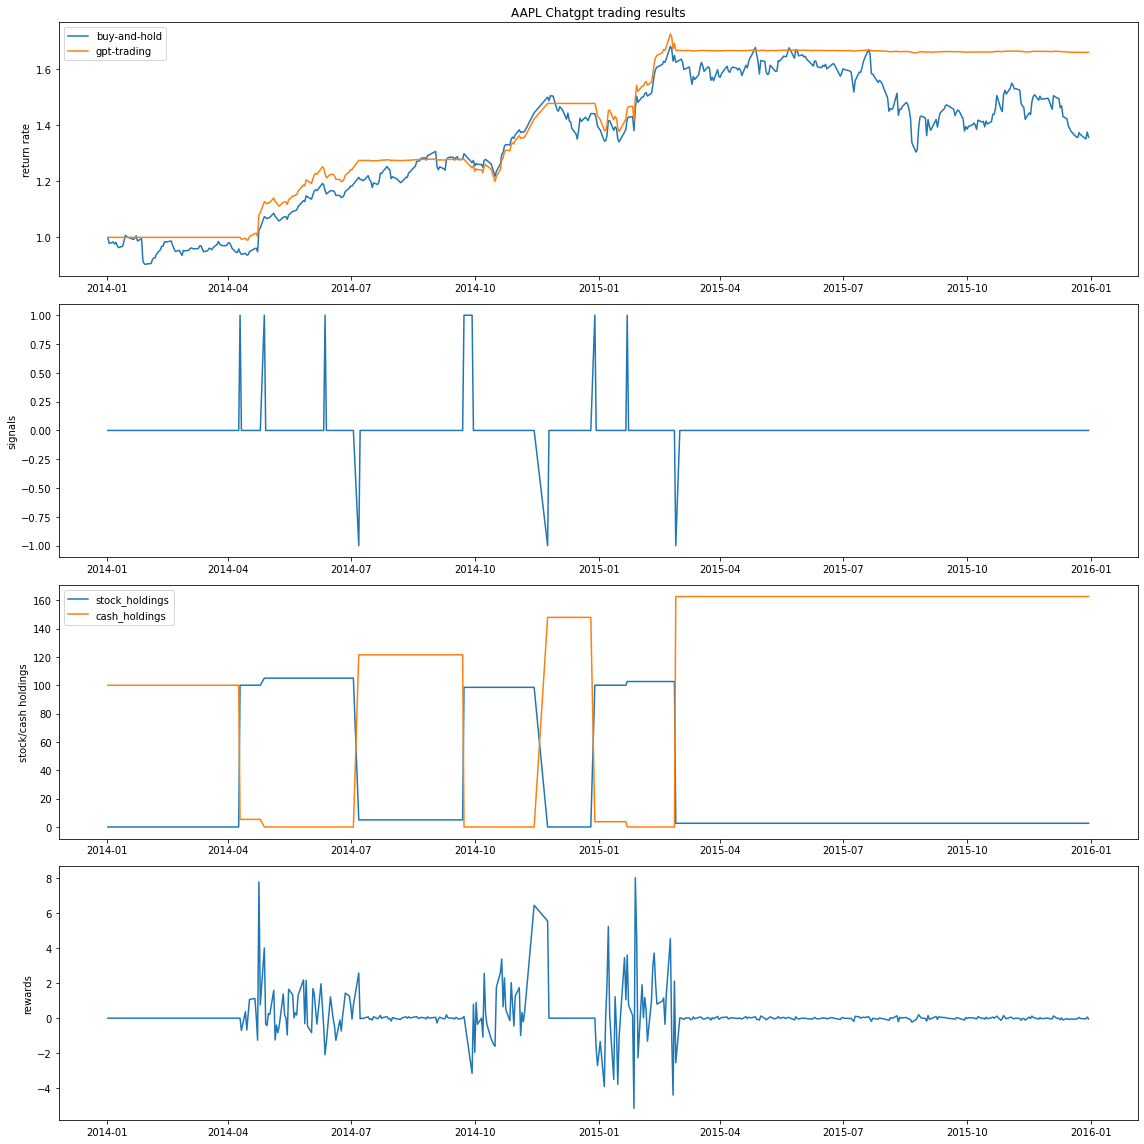 AAPL Chatgpt trading results
buy-and-hold
gpt-trading
return rate
1.6
1.4
1.2
1.0
2014-01 2014-04 2014-07 2014-10 2015-01 2015-04 2015-07 2015-10 2016-01
signals
1.00
0.75
0.50
0.25
0.00
−0.25
−0.50
−0.75
−1.00
2014-01 2014-04 2014-07 2014-10 2015-01 2015-04 2015-07 2015-10 2016-01
stock_holdings
cash_holdings
stock/cash holdings
160
140
120
100
80
60
40
20
0
2014-01 2014-04 2014-07 2014-10 2015-01 2015-04 2015-07 2015-10 2016-01
rewards
8
6
4
2
0
−2
−4
2014-01 2014-04 2014-07 2014-10 2015-01 2015-04 2015-07 2015-10 2016-01